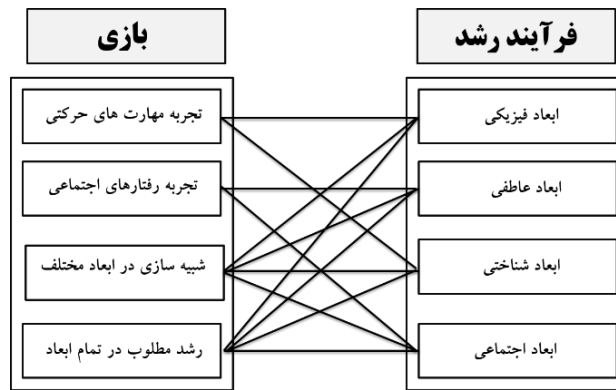 فرآیند رشد
ابعاد فیزیکی
ابعاد عاطفی
ابعاد شناختی
ابعاد اجتماعی
بازی
تجربه مهارت های حرکتی
تجربه رفتارهای اجتماعی
شبیه سازی در ابعاد مختلف
رشد مطلوب در تمام ابعاد